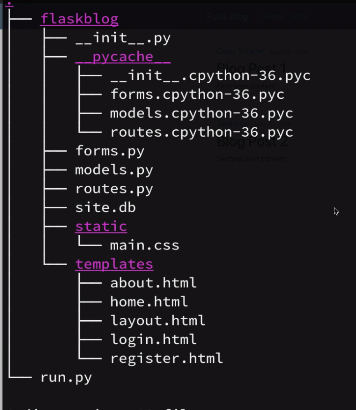 .
flaskblog
__init__.py
__pycache__
__init__.cpython-36.pyc
forms.cpython-36.pyc
models.cpython-36.pyc
routes.cpython-36.pyc
forms.py
models.py
routes.py
site.db
static
main.css
templates
about.html
home.html
layout.html
login.html
register.html
run.py